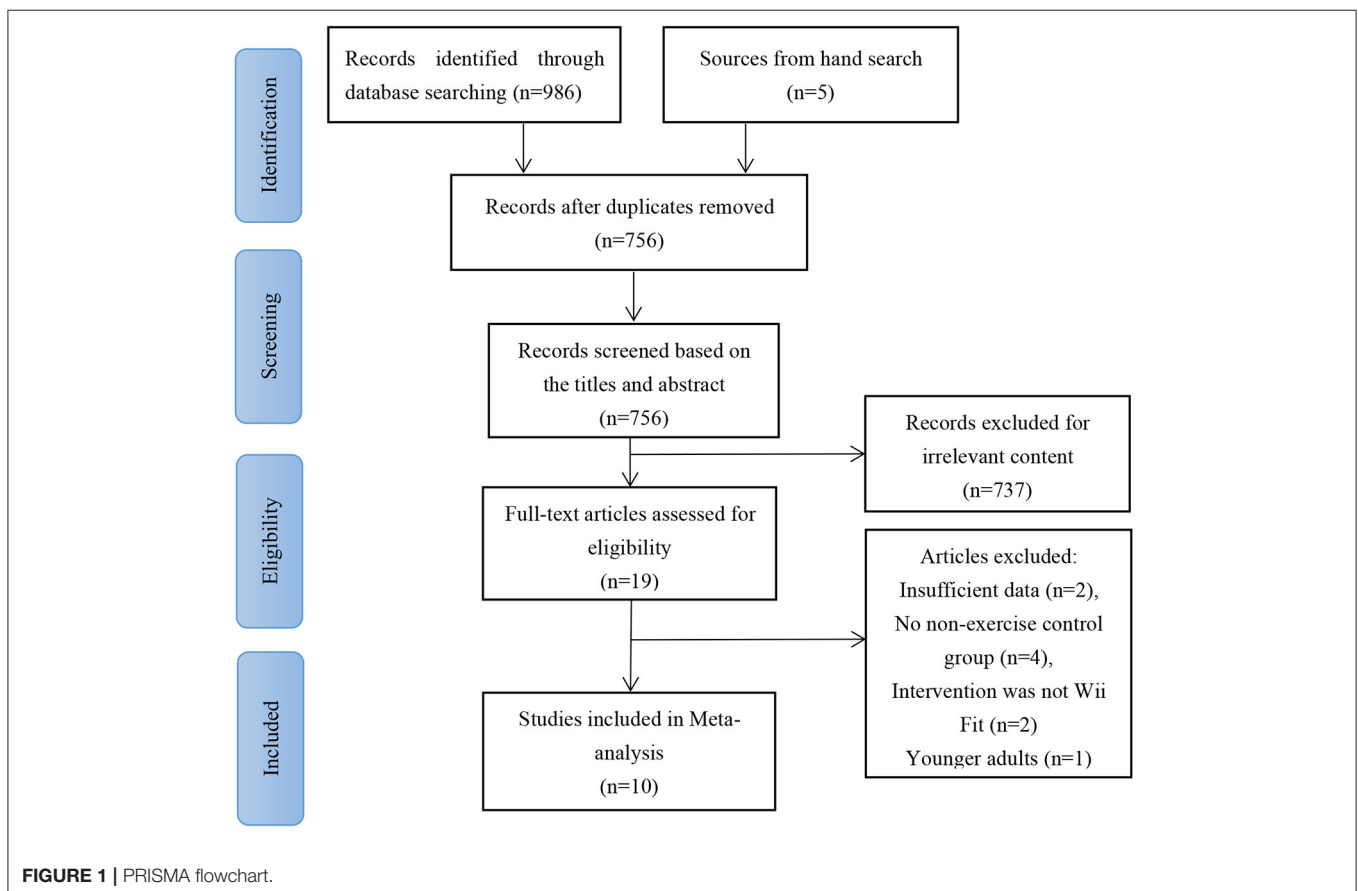 Identification
Records identified through
database searching (n=986)
Sources from hand search
(n=5)
Records after duplicates removed
(n=756)
Screening
Records screened based on
the titles and abstract
(n=756)
Records excluded for
irrelevant content
(n=737)
Eligibility
Full-text articles assessed for
eligibility
(n=19)
Articles excluded:
Insufficient data (n=2),
No non-exercise control
group (n=4),
Intervention was not Wii
Fit (n=2)
Younger adults (n=1)
Included
Studies included in Meta-
analysis
(n=10)
FIGURE 1 | PRISMA flowchart.